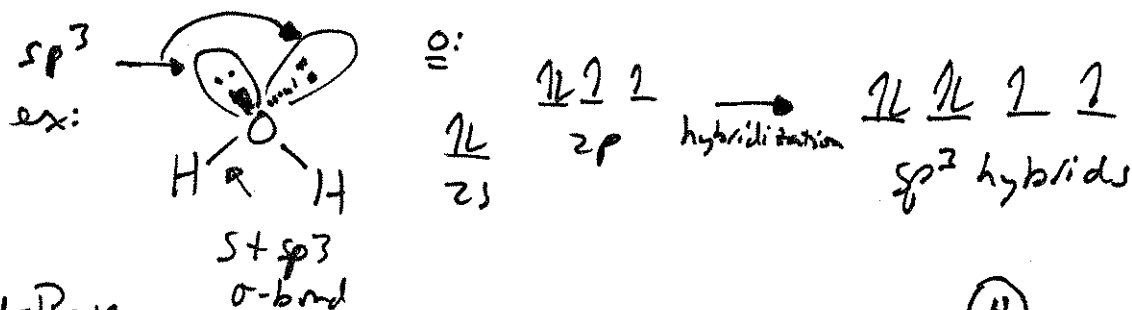 sp³
ex:
O
H H
s + sp3
σ-bond
O:
2s
2p
hybridization
sp³ hybrids